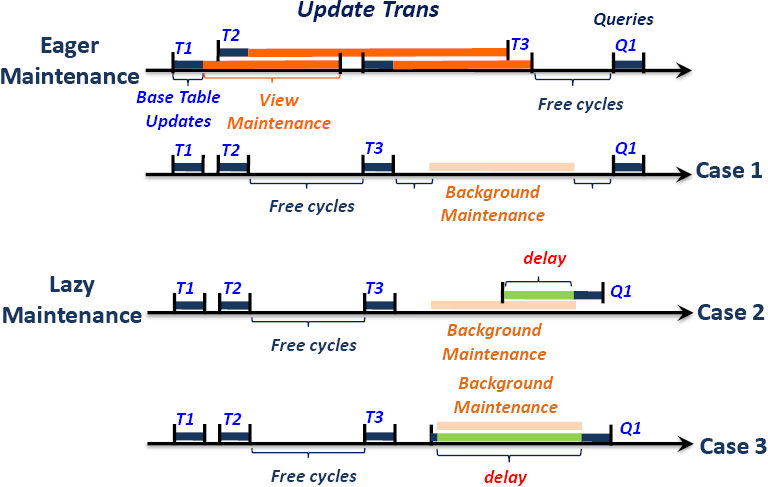 Update Trans
Queries
Eager
Maintenance
T1
T2
T3
Q1
Base Table
Updates
View
Maintenance
Free cycles
T1
T2
T3
Q1
Case 1
Free cycles
Background
Maintenance
Lazy
Maintenance
delay
T1
T2
T3
Q1
Case 2
Free cycles
Background
Maintenance
Background
Maintenance
T1
T2
T3
Q1
Case 3
Free cycles
delay